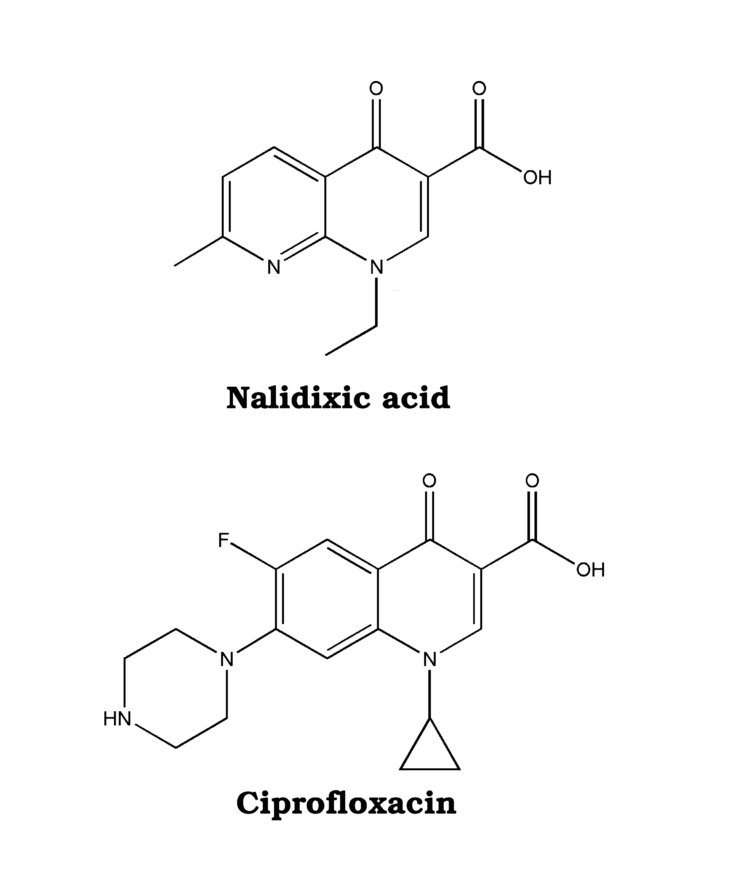 O O
OH
N N
Nalidixic acid
O O
F
OH
N N
HN
Ciprofloxacin